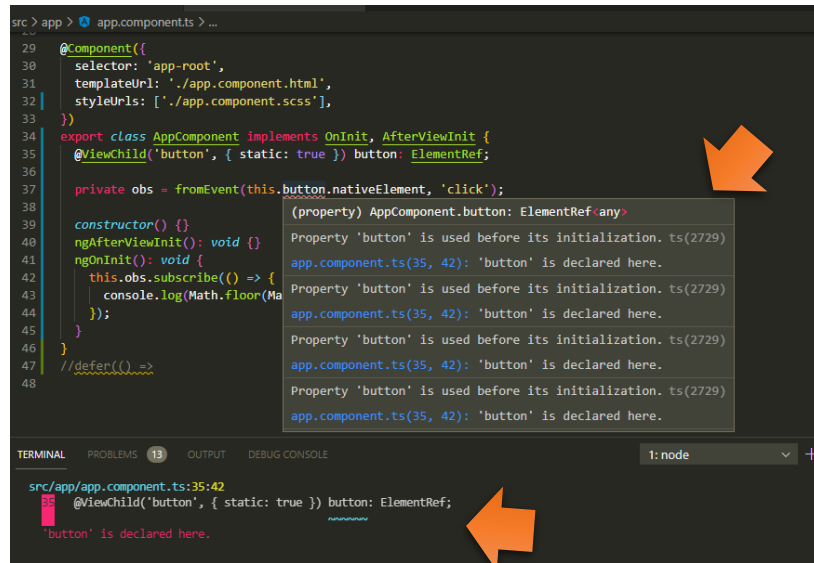 src > app > app.component.ts > ...
28
29 @Component({
30 selector: 'app-root',
31 templateUrl: './app.component.html',
32 styleUrls: ['./app.component.scss'],
33 })
34 export class AppComponent implements OnInit, AfterViewInit {
35 @ViewChild('button', { static: true }) button: ElementRef;
36
37 private obs = fromEvent(this.button.nativeElement, 'click');
38
39 constructor() {}
40 ngAfterViewInit(): void {}
41 ngOnInit(): void {
42 this.obs.subscribe(() => {
43 console.log(Math.floor(Ma
44 });
45 }
46 }
47 //defer(() =>
48
(property) AppComponent.button: ElementRef<any>
Property 'button' is used before its initialization. ts(2729)
app.component.ts(35, 42): 'button' is declared here.
Property 'button' is used before its initialization. ts(2729)
app.component.ts(35, 42): 'button' is declared here.
Property 'button' is used before its initialization. ts(2729)
app.component.ts(35, 42): 'button' is declared here.
Property 'button' is used before its initialization. ts(2729)
app.component.ts(35, 42): 'button' is declared here.
TERMINAL PROBLEMS 13 OUTPUT DEBUG CONSOLE 1: node
src/app/app.component.ts:35:42
35 @ViewChild('button', { static: true }) button: ElementRef;
~~~~~~
'button' is declared here.